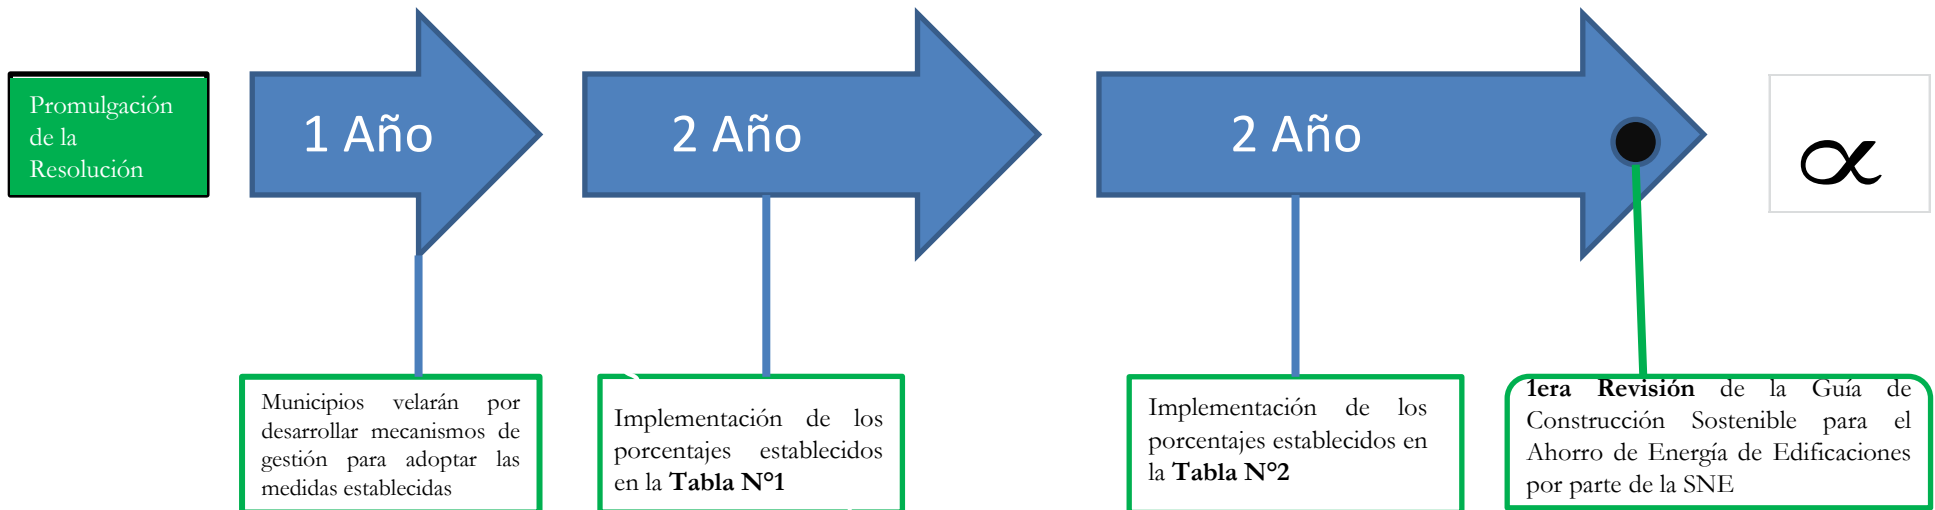 Promulgación
de la
Resolución
1 Año
2 Año
2 Año
∝
Municipios velarán por
desarrollar mecanismos de
gestión para adoptar las
medidas establecidas
Implementación de los
porcentajes establecidos
en la Tabla N°1
Implementación de los
porcentajes establecidos en
la Tabla N°2
1era Revisión de la Guía de
Construcción Sostenible para el
Ahorro de Energía de Edificaciones
por parte de la SNE